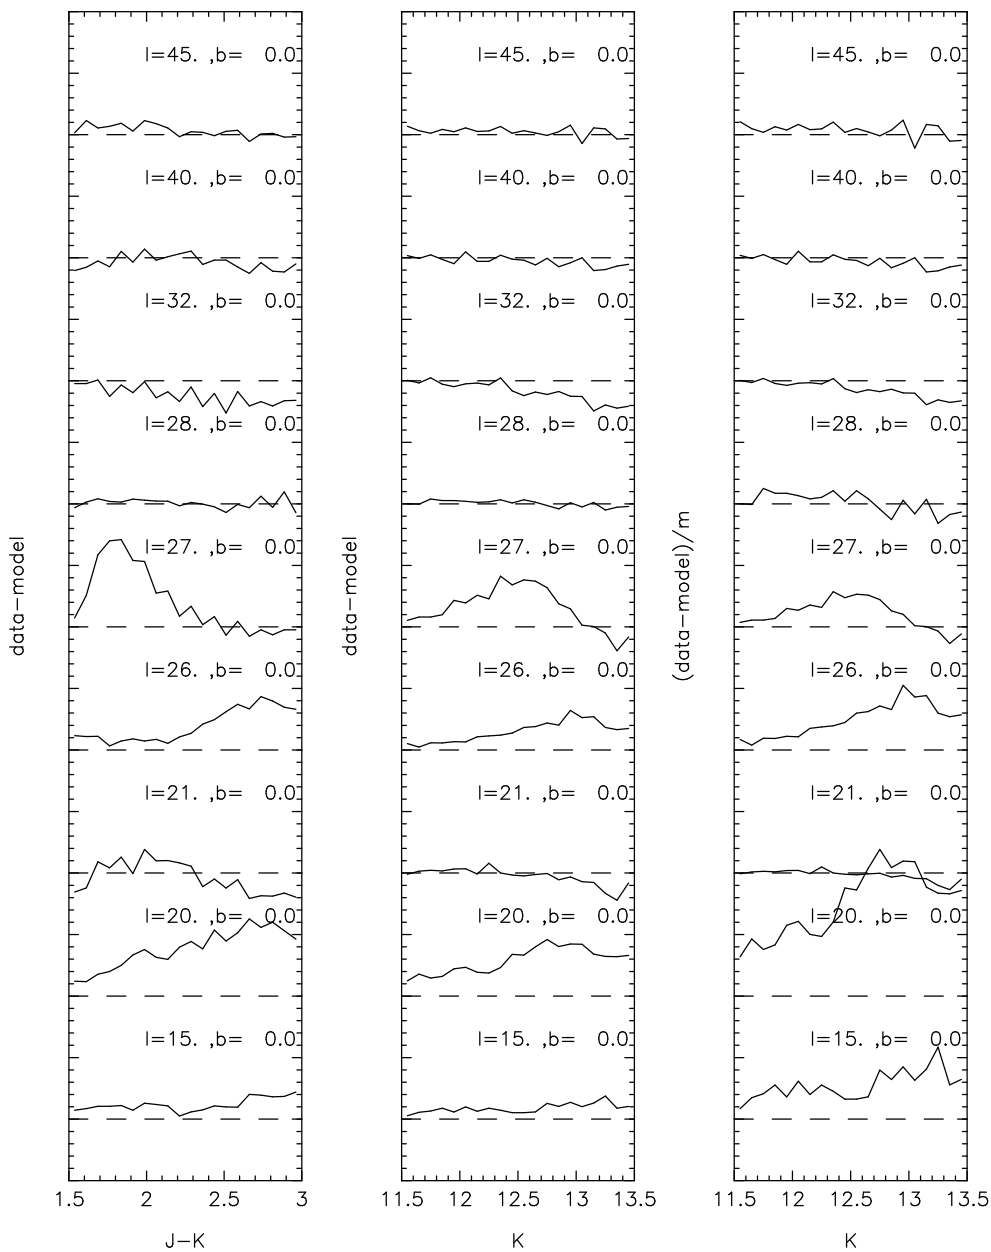 l=45. ,b= 0.0 l=45. ,b= 0.0 l=45. ,b= 0.0
l=40. ,b= 0.0 l=40. ,b= 0.0 l=40. ,b= 0.0
l=32. ,b= 0.0 l=32. ,b= 0.0 l=32. ,b= 0.0
l=28. ,b= 0.0 l=28. ,b= 0.0 l=28. ,b= 0.0
l=27. ,b= 0.0 l=27. ,b= 0.0 l=27. ,b= 0.0
data-model data-model (data-model)/m
l=26. ,b= 0.0 l=26. ,b= 0.0 l=26. ,b= 0.0
l=21. ,b= 0.0 l=21. ,b= 0.0 l=21. ,b= 0.0
l=20. ,b= 0.0 l=20. ,b= 0.0 l=20. ,b= 0.0
l=15. ,b= 0.0 l=15. ,b= 0.0 l=15. ,b= 0.0
1.5 2 2.5 3 11.5 12 12.5 13 13.5 11.5 12 12.5 13 13.5
J-K K K